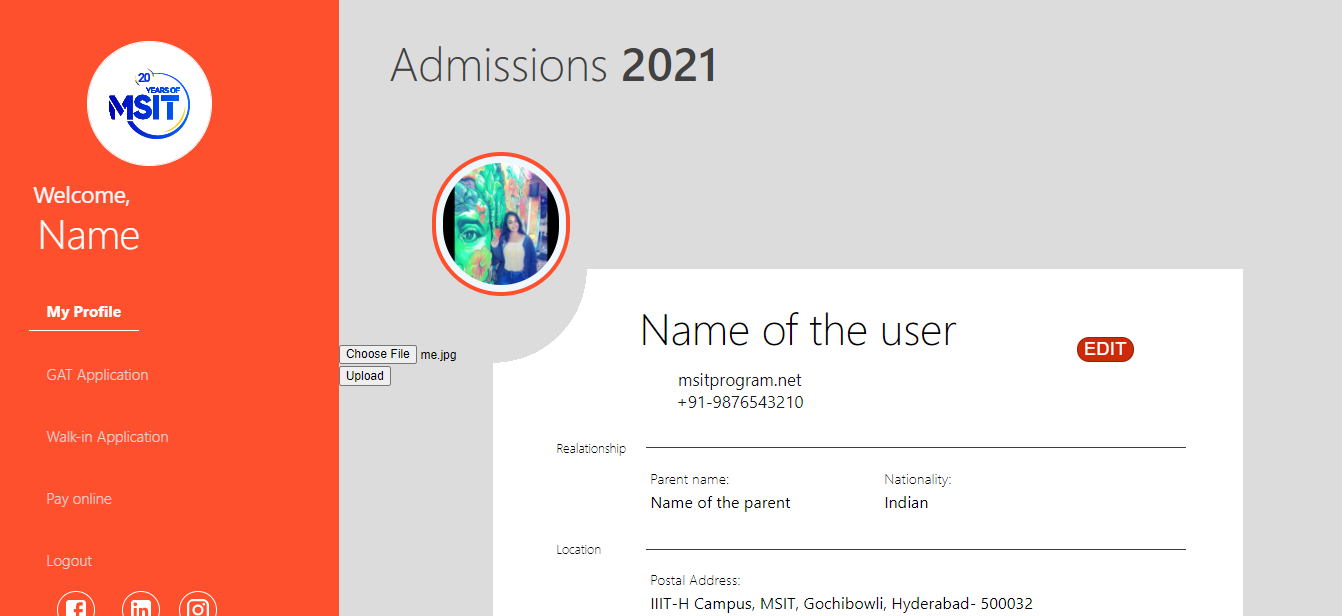 20
YEARS OF
MSIT
Welcome,
Name
My Profile
GAT Application
Walk-in Application
Pay online
Logout
Admissions 2021
Choose File me.jpg
Upload
Name of the user
EDIT
msitprogram.net
+91-9876543210
Realationship
Parent name:
Name of the parent
Nationality:
Indian
Location
Postal Address:
IIIT-H Campus, MSIT, Gochibowli, Hyderabad- 500032